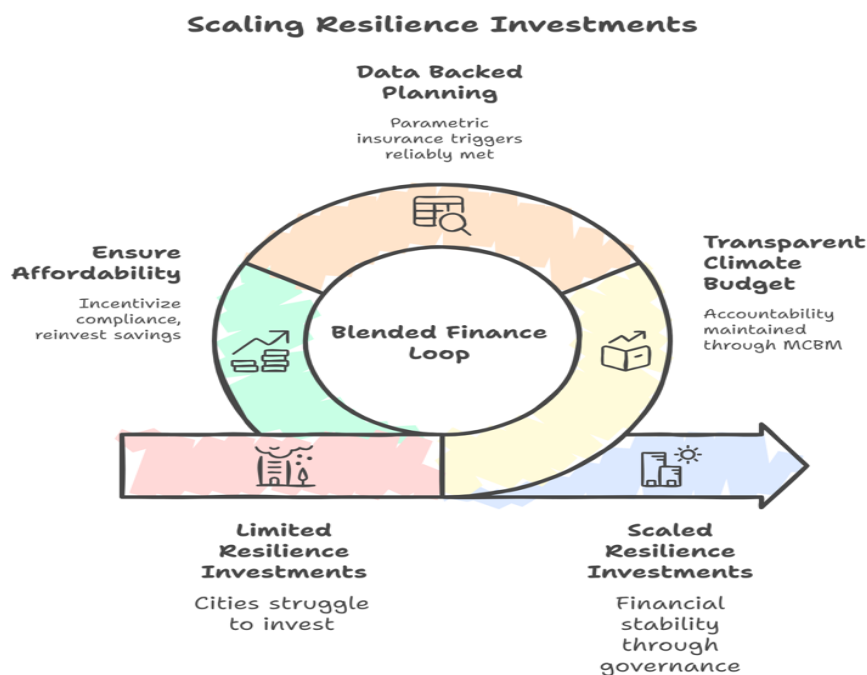 Scaling Resilience Investments
Data Backed
Planning
Parametric
insurance triggers
reliably met
Ensure
Affordability
Incentivize
compliance,
reinvest savings
Transparent
Climate
Budget
Accountability
maintained
through MCBM
Blended Finance
Loop
Limited
Resilience
Investments
Cities struggle
to invest
Scaled
Resilience
Investments
Financial
stability
through
governance